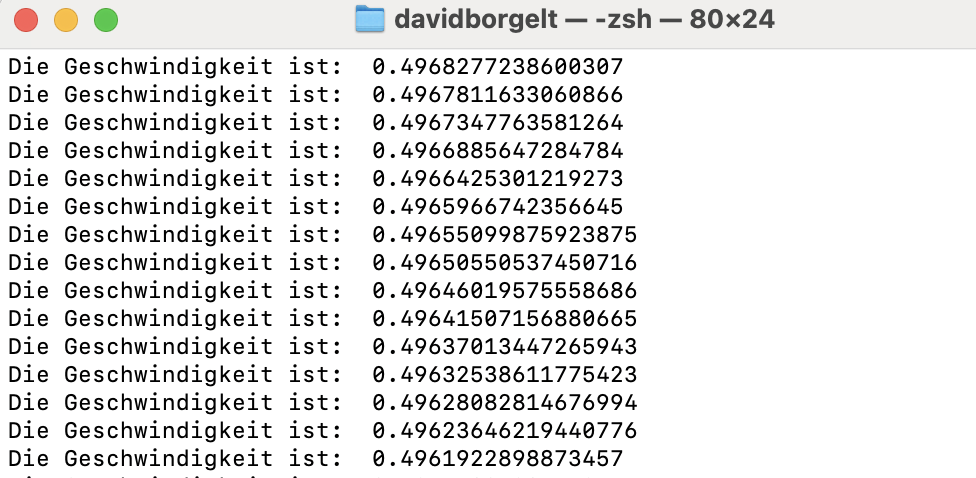 davidborgelt — -zsh — 80×24
Die Geschwindigkeit ist:  0.4968277238600307
Die Geschwindigkeit ist:  0.4967811633060866
Die Geschwindigkeit ist:  0.4967347763581264
Die Geschwindigkeit ist:  0.4966885647284784
Die Geschwindigkeit ist:  0.4966425301219273
Die Geschwindigkeit ist:  0.4965966742356645
Die Geschwindigkeit ist:  0.49655099875923875
Die Geschwindigkeit ist:  0.49650550537450716
Die Geschwindigkeit ist:  0.49646019575558686
Die Geschwindigkeit ist:  0.49641507156880665
Die Geschwindigkeit ist:  0.49637013447265943
Die Geschwindigkeit ist:  0.49632538611775423
Die Geschwindigkeit ist:  0.49628082814676994
Die Geschwindigkeit ist:  0.49623646219440776
Die Geschwindigkeit ist:  0.4961922898873457